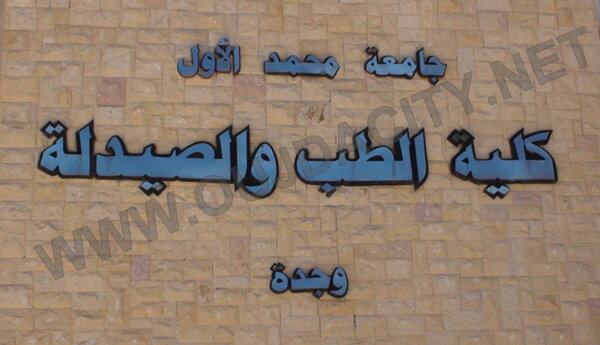 جامعة محمد الأول
كلية الطب والصيدلة
وجدة
WWW.OUJDACITY.NET